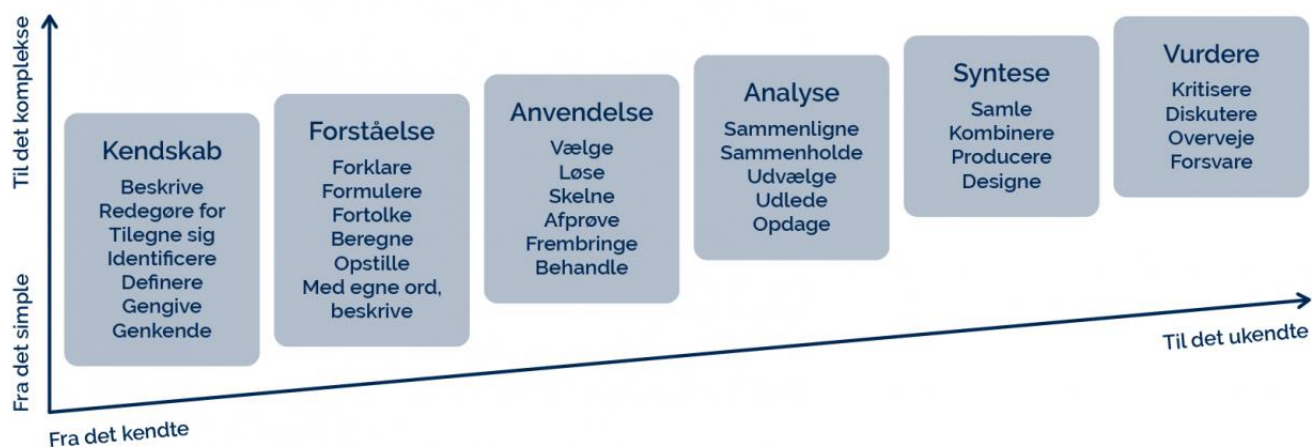 Til det komplekse
Fra det simple
Kendskab
Beskrive
Redegøre for
Tilegne sig
Identificere
Definere
Gengive
Genkende
Forståelse
Forklare
Formulere
Fortolke
Beregne
Opstille
Med egne ord,
beskrive
Anvendelse
Vælge
Løse
Skelne
Afprøve
Frembringe
Behandle
Analyse
Sammenligne
Sammenholde
Udvælge
Udlede
Opdage
Syntese
Samle
Kombinere
Producere
Designe
Vurdere
Kritisere
Diskutere
Overveje
Forsvare
Fra det kendte
Til det ukendte